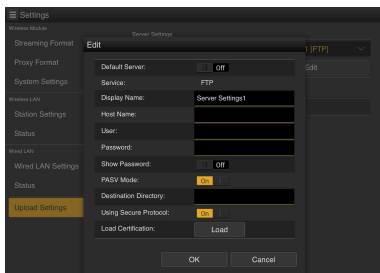 Settings
Wireless Module
Server Settings
Streaming Format
1 [FTP]
Edit
Proxy Format
Edit
Default Server:
Off
System Settings
Service:
FTP
Wireless LAN
Display Name:
Server Settings1
Station Settings
Host Name:
Status
User:
Wired LAN
Password:
Wired LAN Settings
Show Password:
Off
Status
PASV Mode:
On
Destination Directory:
Upload Settings
Using Secure Protocol:
On
Load Certification:
Load
OK
Cancel